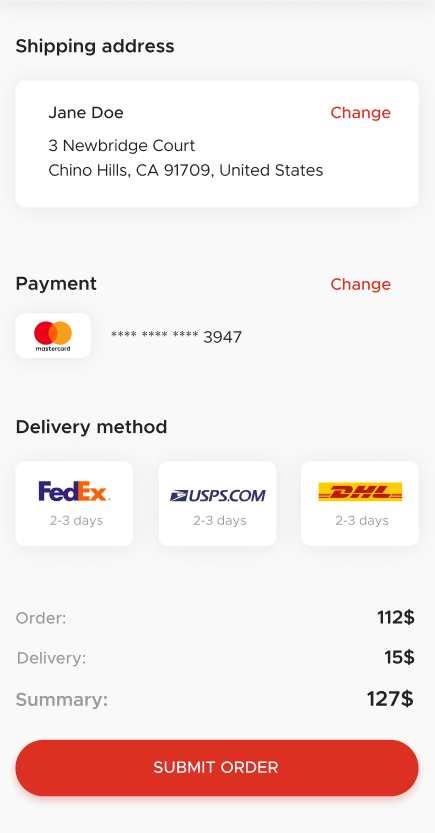 Shipping address
Jane Doe
Change
3 Newbridge Court
Chino Hills, CA 91709, United States
Payment
Change
mastercard
**** **** **** 3947
Delivery method
FedEx
USPS.COM
DHL
2-3 days
2-3 days
2-3 days
Order:
112$
Delivery:
15$
Summary:
127$
SUBMIT ORDER